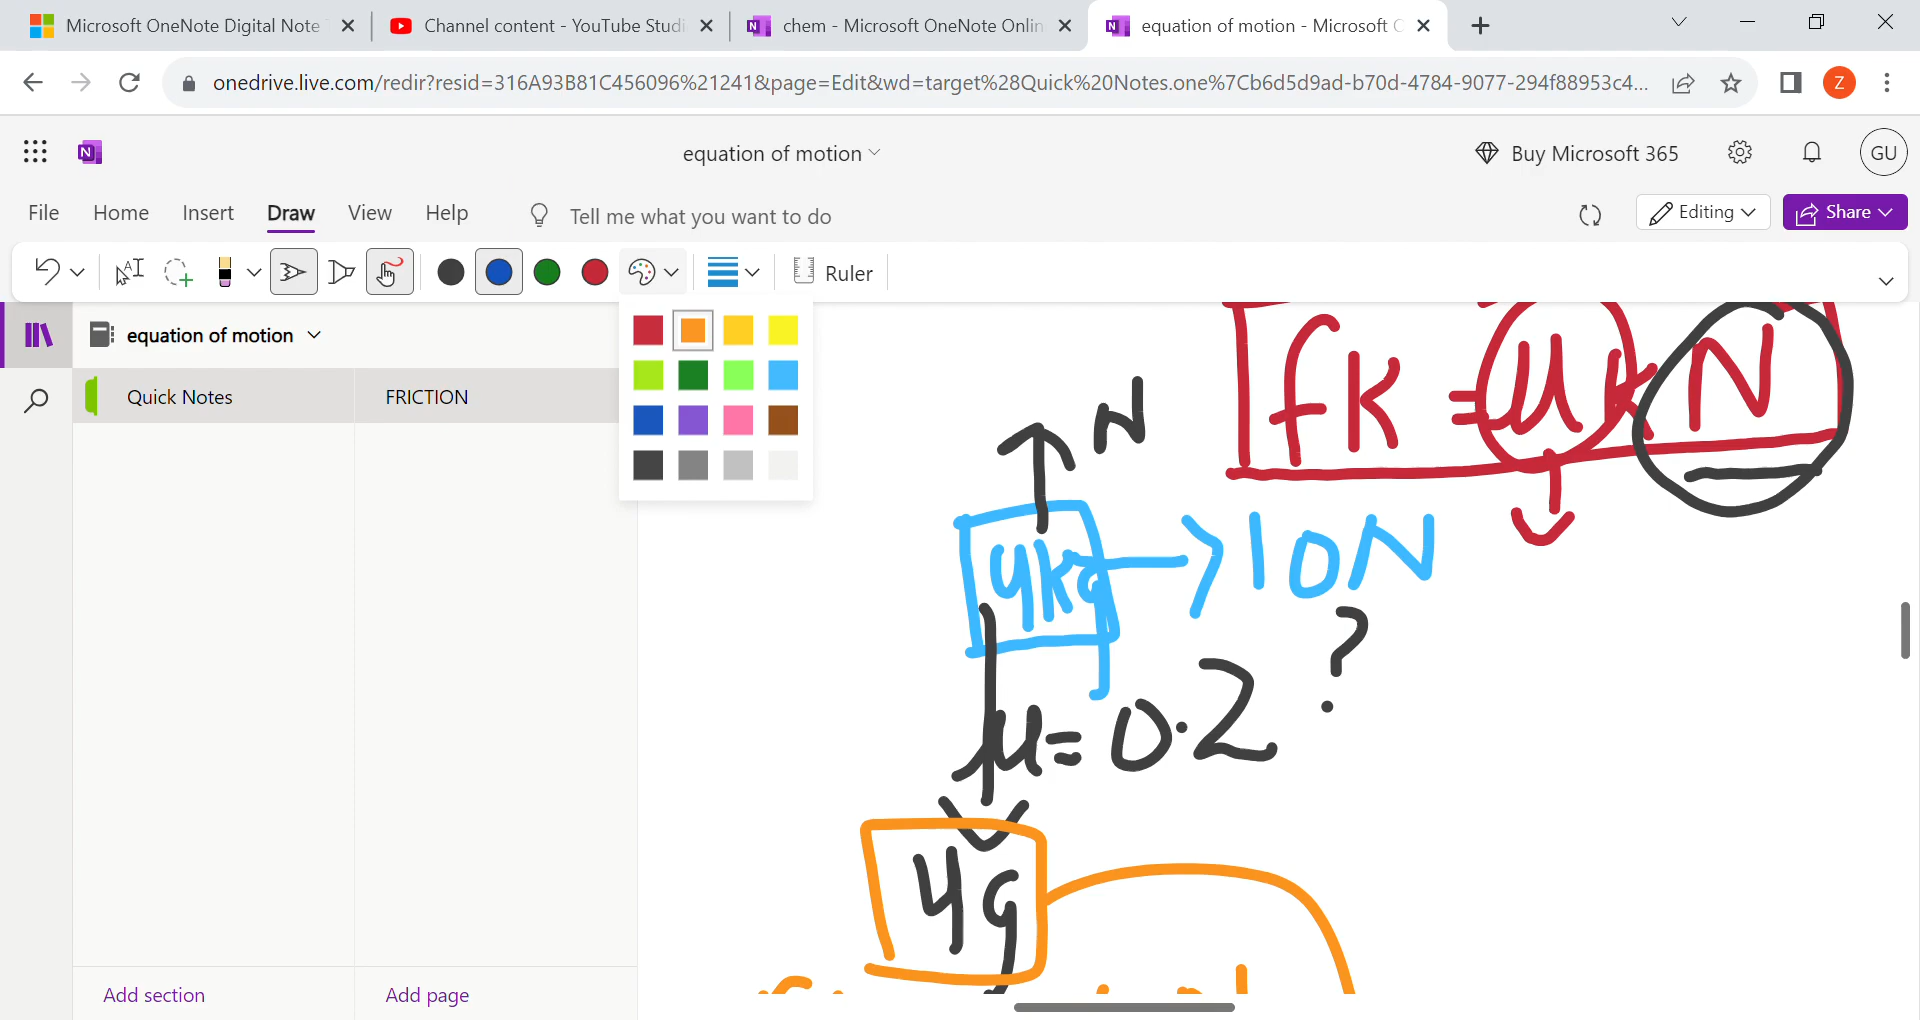 Microsoft OneNote Digital Note
Channel content - YouTube Studi
chem - Microsoft OneNote Onlin
equation of motion - Microsoft O
onedrive.live.com/redir?resid=316A93B81C456096%21241&page=Edit&wd=target%28Quick%20Notes.one%7Cb6d5d9ad-b70d-4784-9077-294f88953c4...
Z
N
equation of motion
Buy Microsoft 365
GU
File Home Insert Draw View Help
Tell me what you want to do
Editing
Share
Ruler
equation of motion
Quick Notes
FRICTION
fk = μkN
N
4kg → 10N
?
μ = 0.2
4g
Add section
Add page